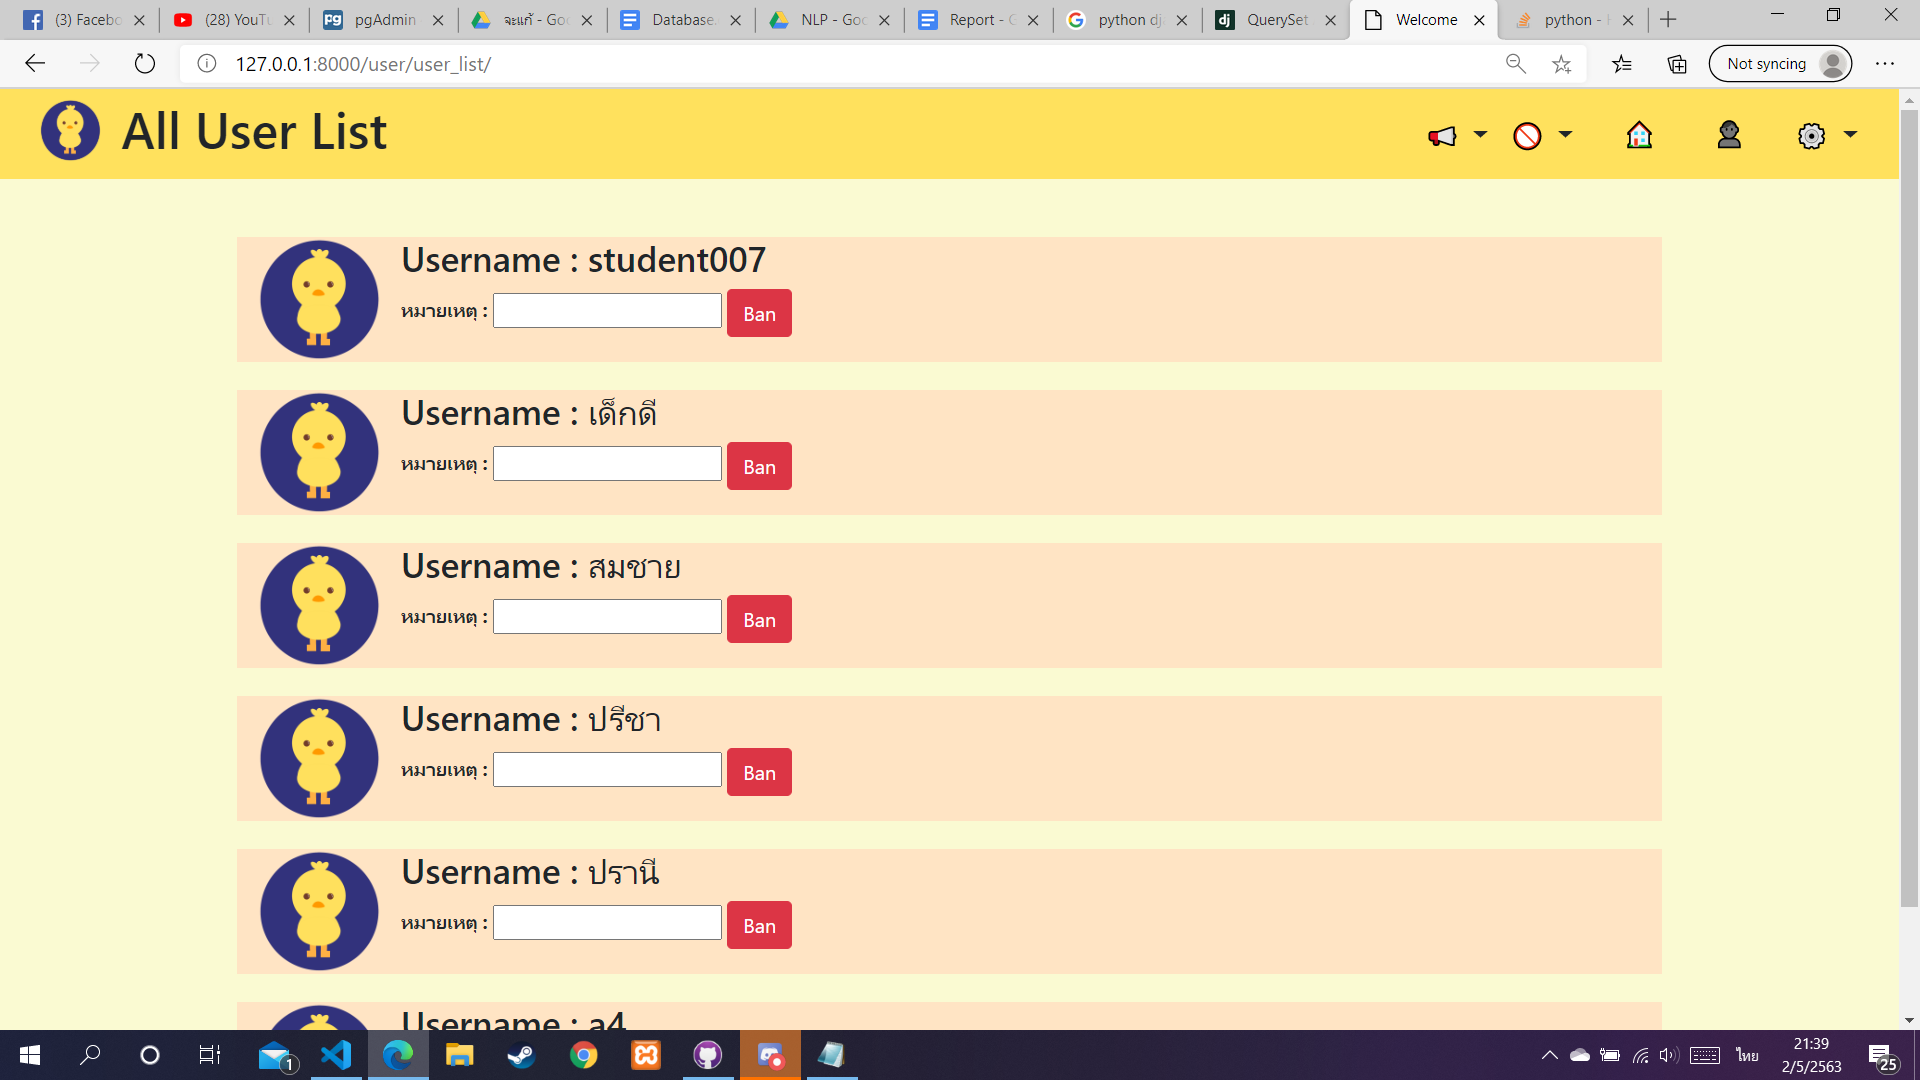 (3) Facebo
(28) YouTu
pgAdmin
จะแก้ - Goo
Database.
NLP - Goo
Report - G
python dja
QuerySet
Welcome
python -
127.0.0.1:8000/user/user_list/
Not syncing
All User List
Username : student007
หมายเหตุ :
Ban
Username : เด็กดี
หมายเหตุ :
Ban
Username : สมชาย
หมายเหตุ :
Ban
Username : ปรีชา
หมายเหตุ :
Ban
Username : ปรานี
หมายเหตุ :
Ban
Username : a4
1
ไทย
21:39
2/5/2563
25